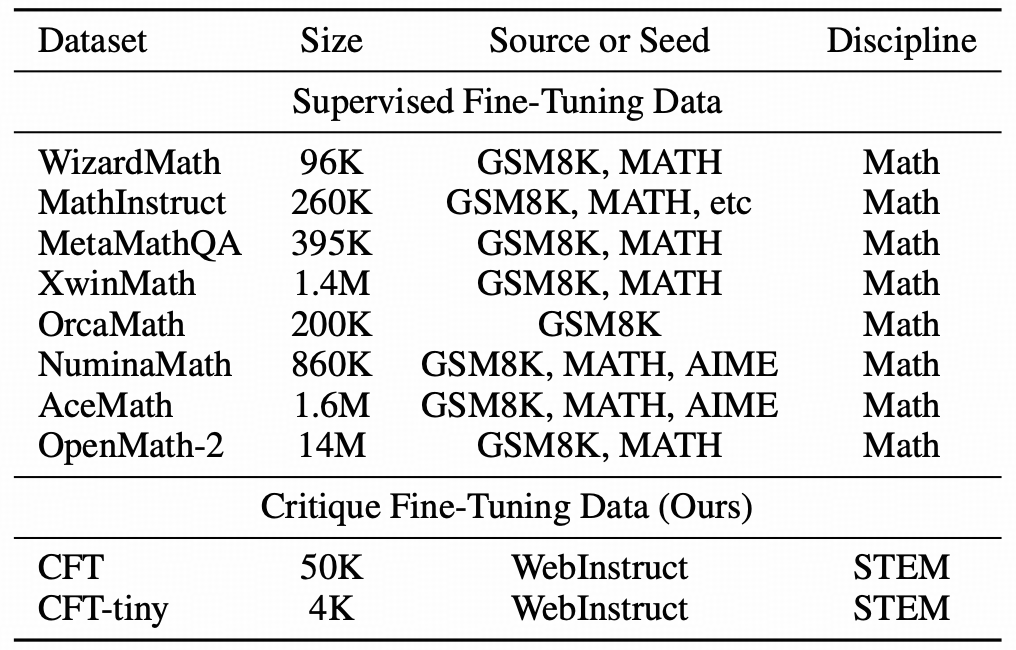 Dataset Size Source or Seed Discipline
Supervised Fine-Tuning Data
WizardMath 96K GSM8K, MATH Math
MathInstruct 260K GSM8K, MATH, etc Math
MetaMathQA 395K GSM8K, MATH Math
XwinMath 1.4M GSM8K, MATH Math
OrcaMath 200K GSM8K Math
NuminaMath 860K GSM8K, MATH, AIME Math
AceMath 1.6M GSM8K, MATH, AIME Math
OpenMath-2 14M GSM8K, MATH Math
Critique Fine-Tuning Data (Ours)
CFT 50K WebInstruct STEM
CFT-tiny 4K WebInstruct STEM